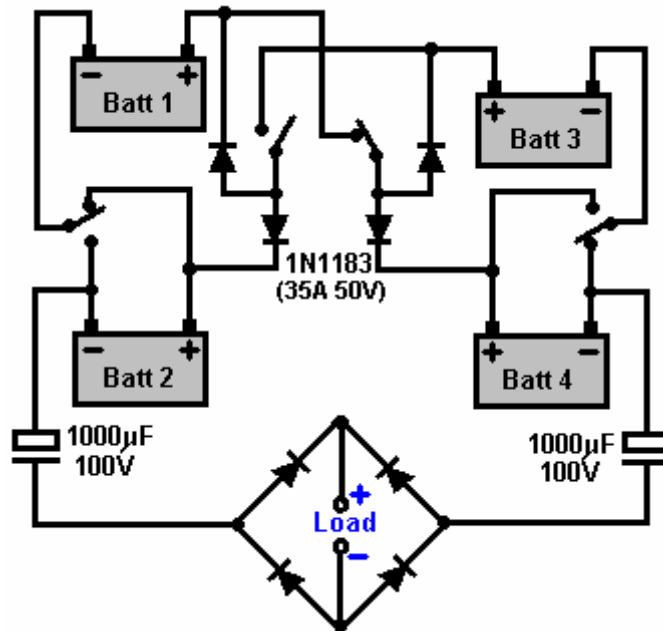 - +
Batt 1
+ -
Batt 3
1N1183
(35A 50V)
- +
Batt 2
+ -
Batt 4
1000µF
100V
1000µF
100V
+
Load
-